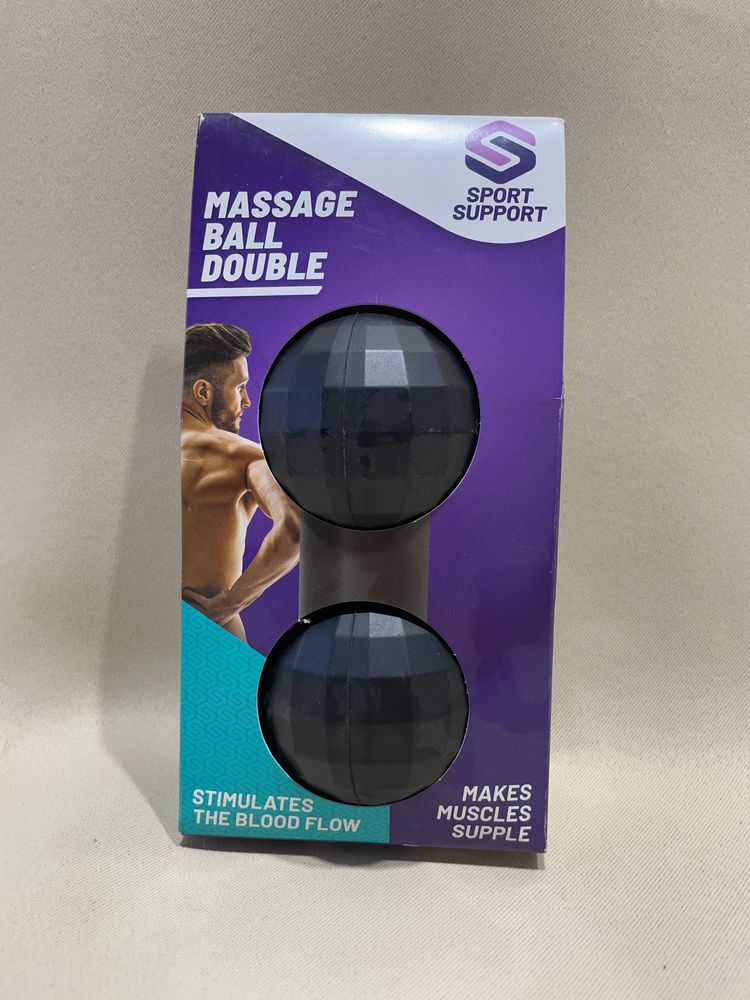 SPORT
SUPPORT
MASSAGE
BALL
DOUBLE
STIMULATES
THE BLOOD FLOW
MAKES
MUSCLES
SUPPLE